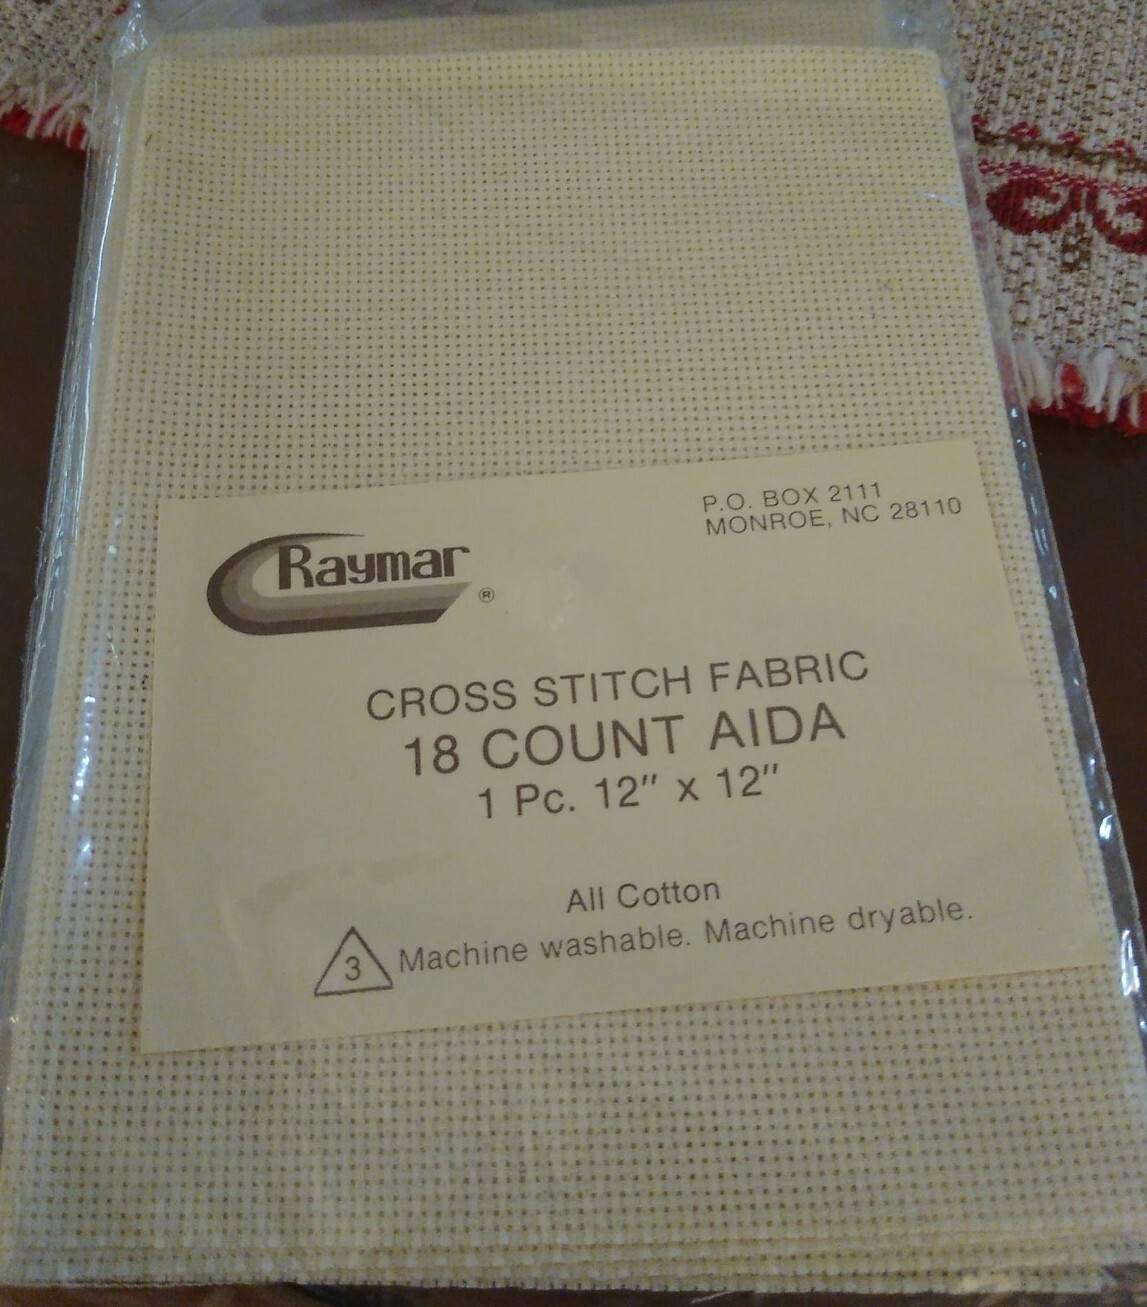 P.O. BOX 2111
MONROE, NC 28110
Raymar
®
CROSS STITCH FABRIC
18 COUNT AIDA
1 Pc. 12" x 12"
All Cotton
3 Machine washable. Machine dryable.